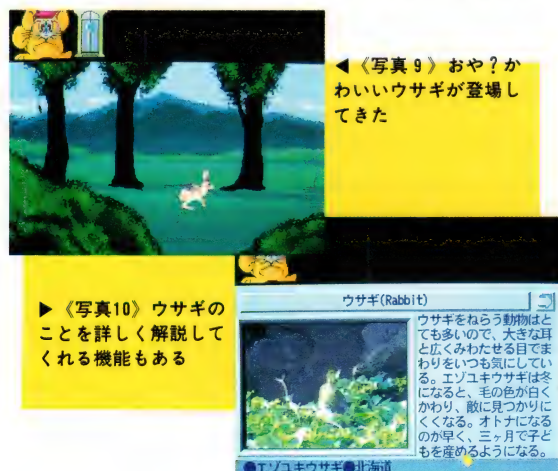 ◀《写真9》おや？か
わいいウサギが登場し
てきた
▶《写真10》ウサギの
ことを詳しく解説して
くれる機能もある
ウサギ(Rabbit)
ウサギをねらう動物はと
ても多いので、大きな耳
と広くみわたせる目でま
わりをいつも気にしてい
る。エゾユキウサギは冬
になると、毛の色が白く
かわり、敵に見つかりに
くくなる。オトナになる
のが早く、三ヶ月で子ど
もを産めるようになる。
●エゾユキウサギ●北海道